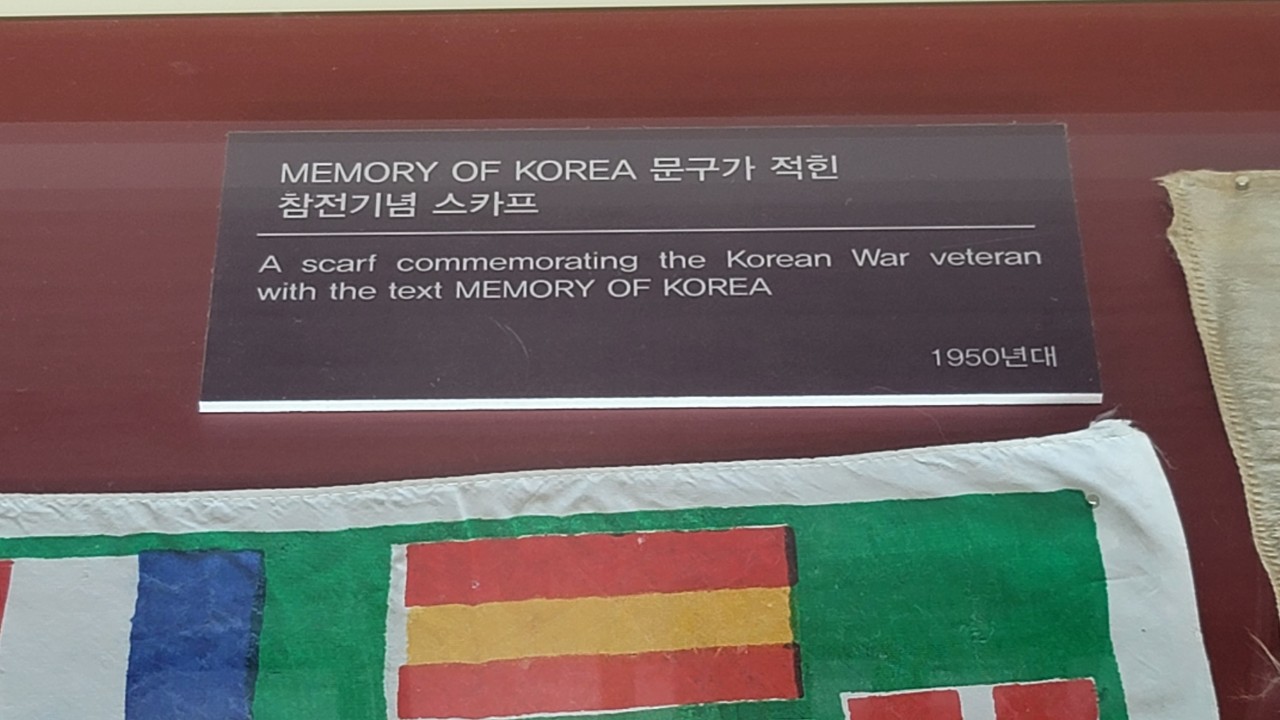 MEMORY OF KOREA 문구가 적힌
참전기념 스카프
A scarf commemorating the Korean War veteran
with the text MEMORY OF KOREA
1950년대